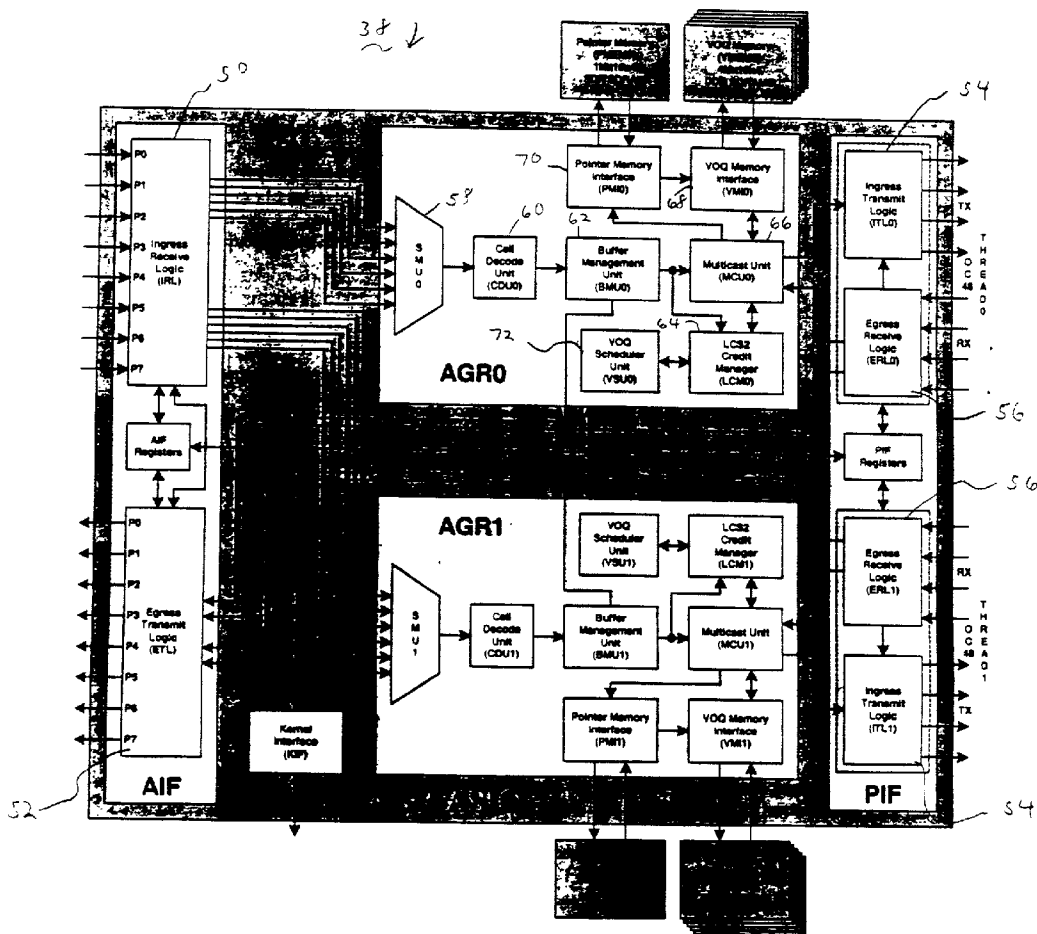 38
Pointer Memory
VOQ Memory
50
54
P0
P1
P2
P3
P4
P5
P6
P7
Ingress
Receive
Logic
(IRL)
58
SMU0
60
Cell
Decode
Unit
(CDU0)
62
Buffer
Management
Unit
(BMU0)
70
Pointer Memory
Interface
(PMI0)
68
VOQ Memory
Interface
(VMI0)
66
Multicast Unit
(MCU0)
64
LCS2
Credit
Manager
(LCM0)
72
VOQ
Scheduler
Unit
(VSU0)
AGR0
Ingress
Transmit
Logic
(ITL0)
TX
Egress
Receive
Logic
(ERL0)
RX
OC48
THREAD0
56
AIF
Registers
PIF
Registers
56
AGR1
VOQ
Scheduler
Unit
(VSU1)
LCS2
Credit
Manager
(LCM1)
SMU1
Cell
Decode
Unit
(CDU1)
Buffer
Management
Unit
(BMU1)
Multicast Unit
(MCU1)
Pointer Memory
Interface
(PMI1)
VOQ Memory
Interface
(VMI1)
Egress
Receive
Logic
(ERL1)
RX
OC48
THREAD1
Ingress
Transmit
Logic
(ITL1)
TX
P0
P1
P2
P3
P4
P5
P6
P7
Egress
Transmit
Logic
(ETL)
Kernel
Interface
(KIF)
52
AIF
PIF
54